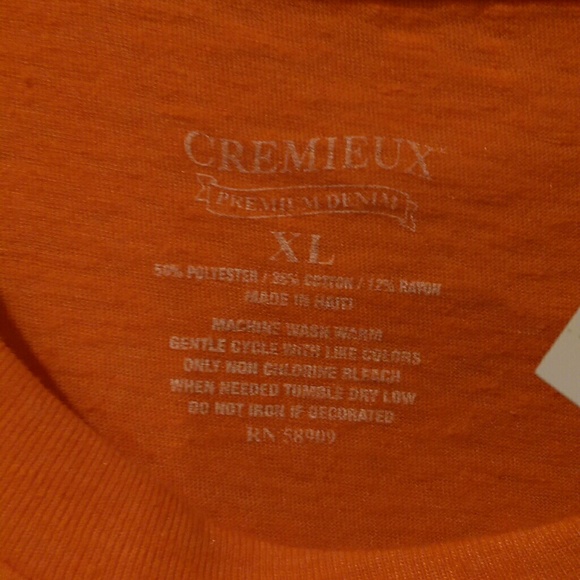 CREMIEUX™
PREMIUM DENIM
XL
50% POLYESTER / 38% COTTON / 12% RAYON
MADE IN HAITI
MACHINE WASH WARM
GENTLE CYCLE WITH LIKE COLORS
ONLY NON CHLORINE BLEACH
WHEN NEEDED TUMBLE DRY LOW
DO NOT IRON IF DECORATED
RN 58909